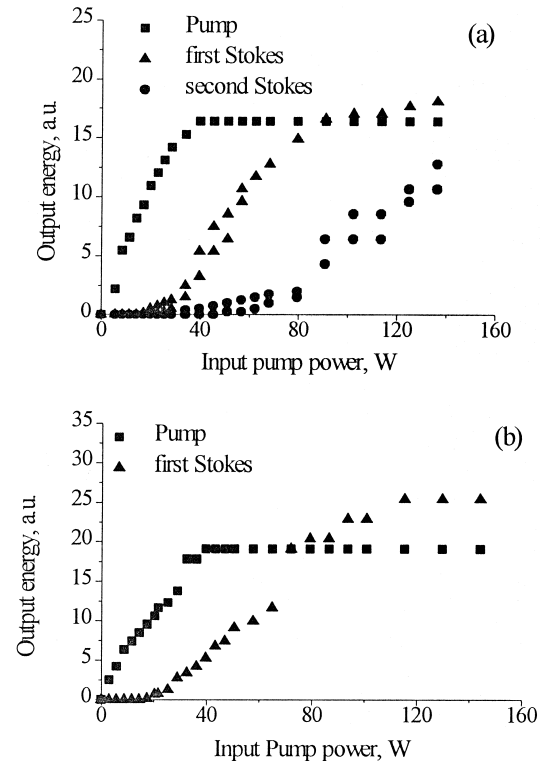 (a)
Pump
first Stokes
second Stokes
Output energy, a.u.
25
20
15
10
5
0
0 40 80 120 160
Input pump power, W
(b)
Pump
first Stokes
Output energy, a.u.
35
30
25
20
15
10
5
0
0 40 80 120 160
Input Pump power, W